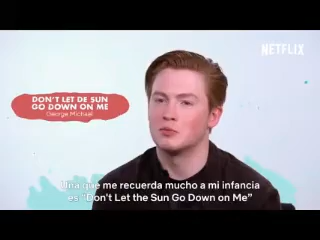 NETFLIX
DON'T LET DE SUN
GO DOWN ON ME
George Michael
Una que me recuerda mucho a mi infancia
es "Don't Let the Sun Go Down on Me"